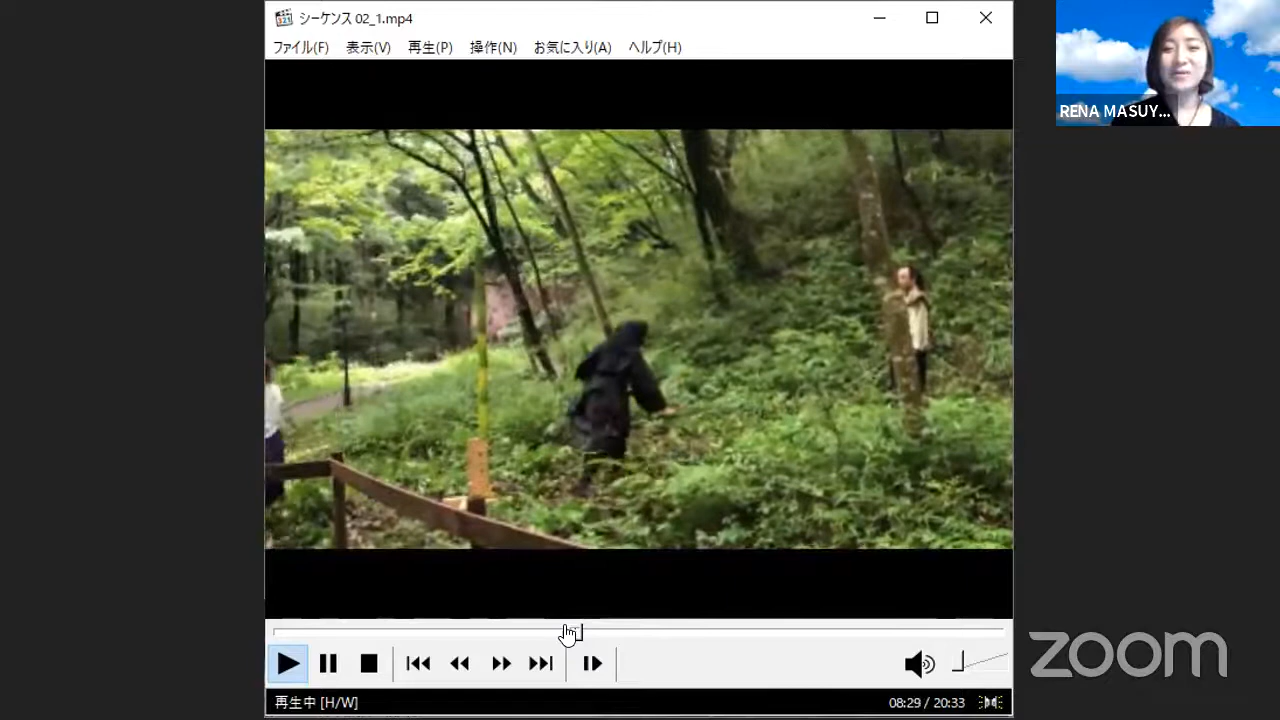 シーケンス 02_1.mp4
ファイル(F) 表示(V) 再生(P) 操作(N) お気に入り(A) ヘルプ(H)
RENA MASUY...
zoom
再生中 [H/W]
08:29 / 20:33